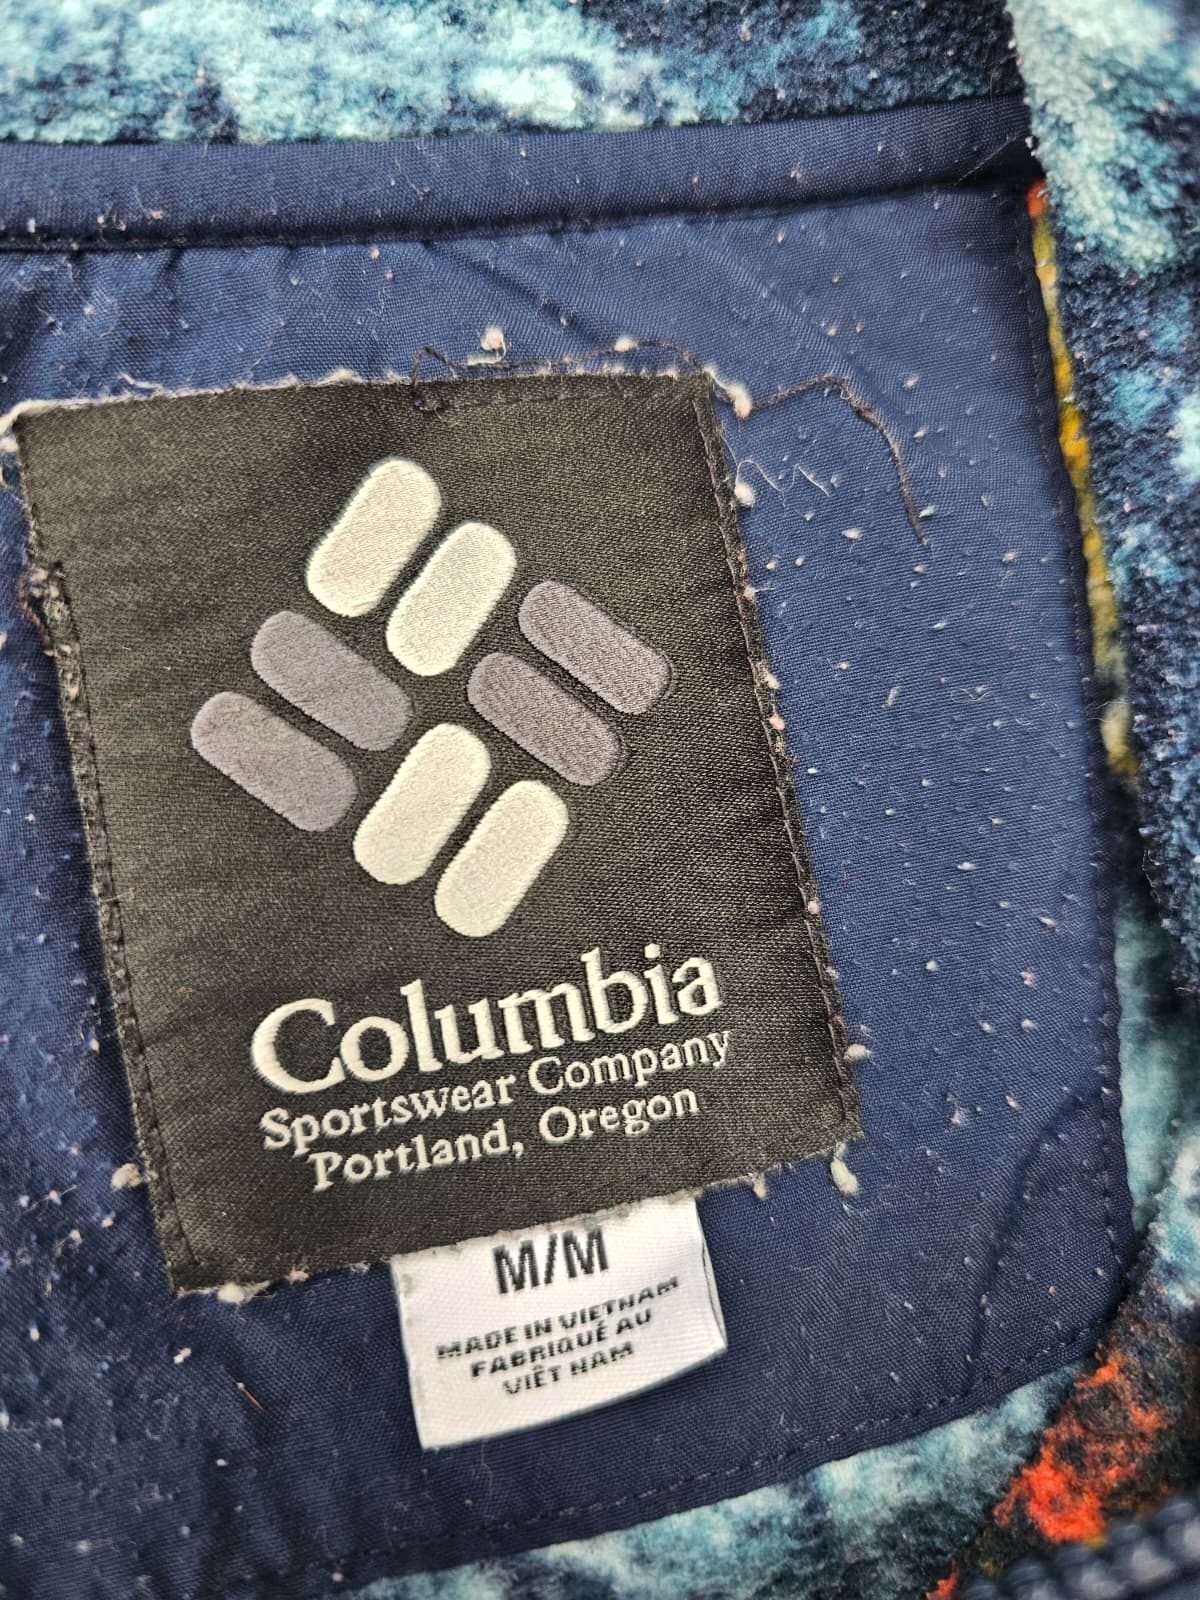 Columbia
Sportswear Company
Portland, Oregon
M/M
MADE IN VIETNAM
FABRIQUÉ AU
VIÊT NAM